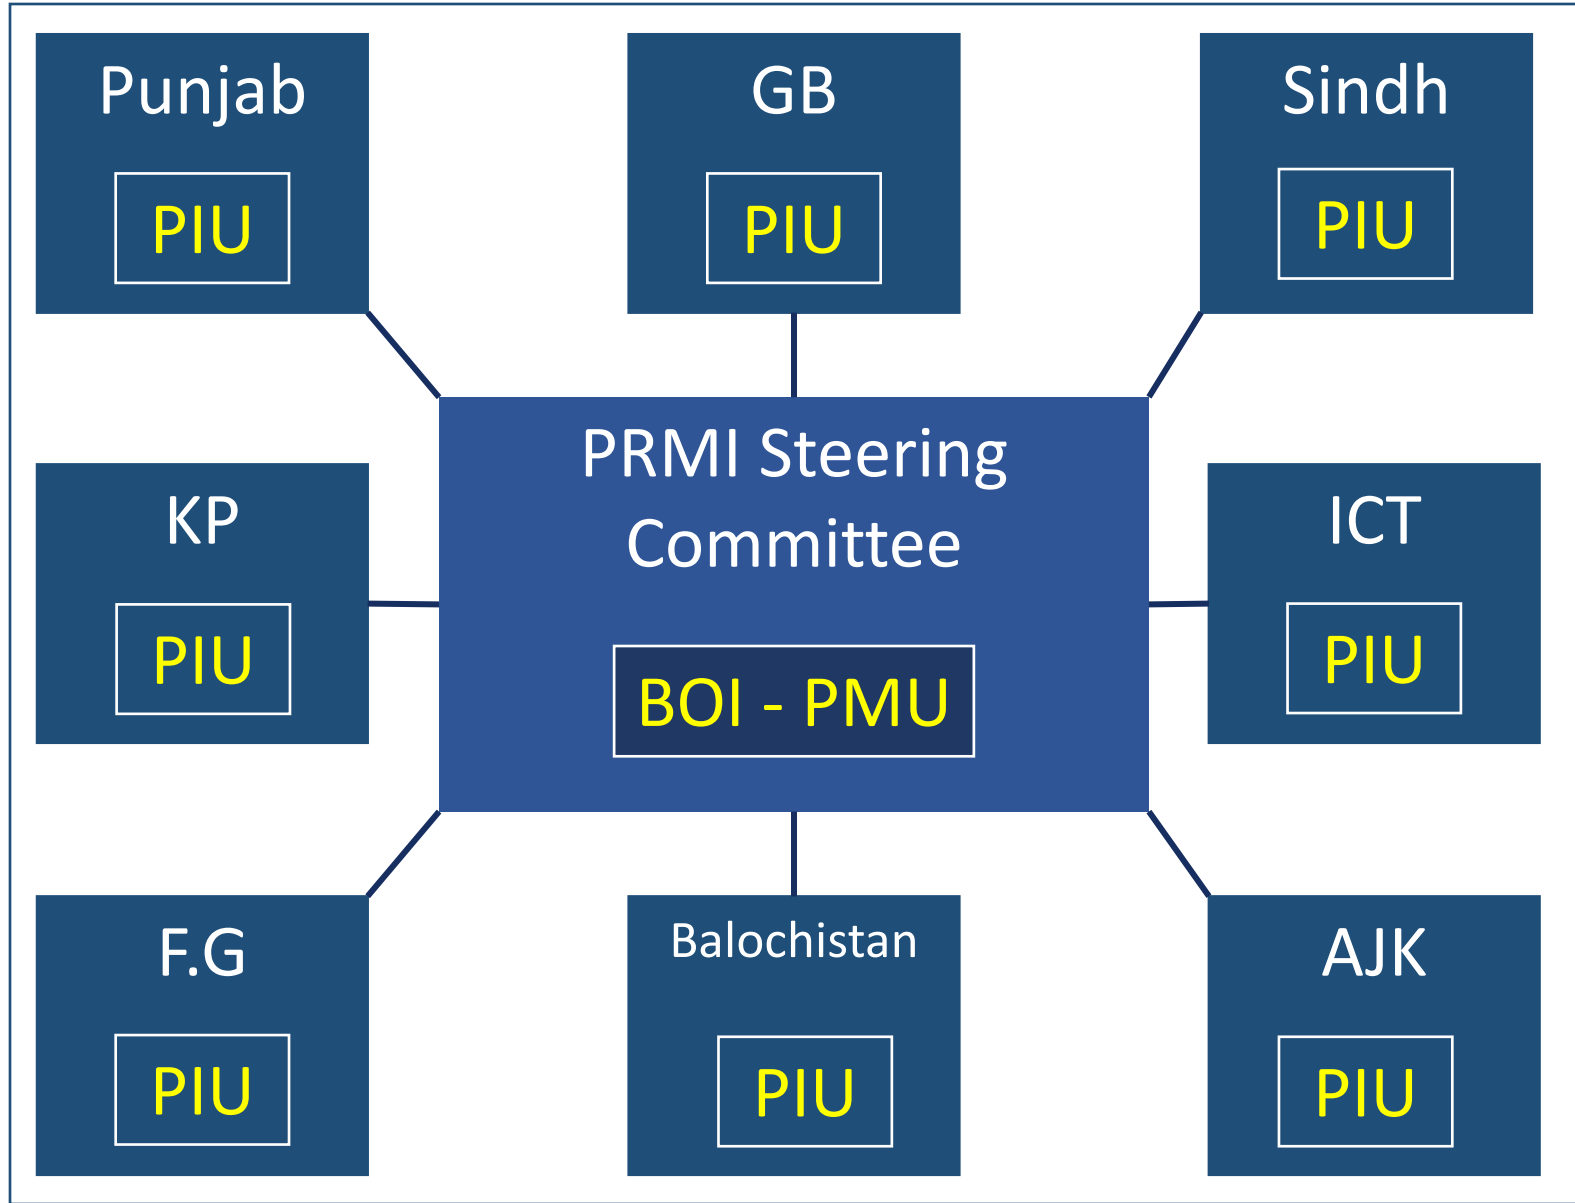 Punjab
PIU
GB
PIU
Sindh
PIU
KP
PIU
PRMI Steering
Committee
BOI - PMU
ICT
PIU
F.G
PIU
Balochistan
PIU
AJK
PIU